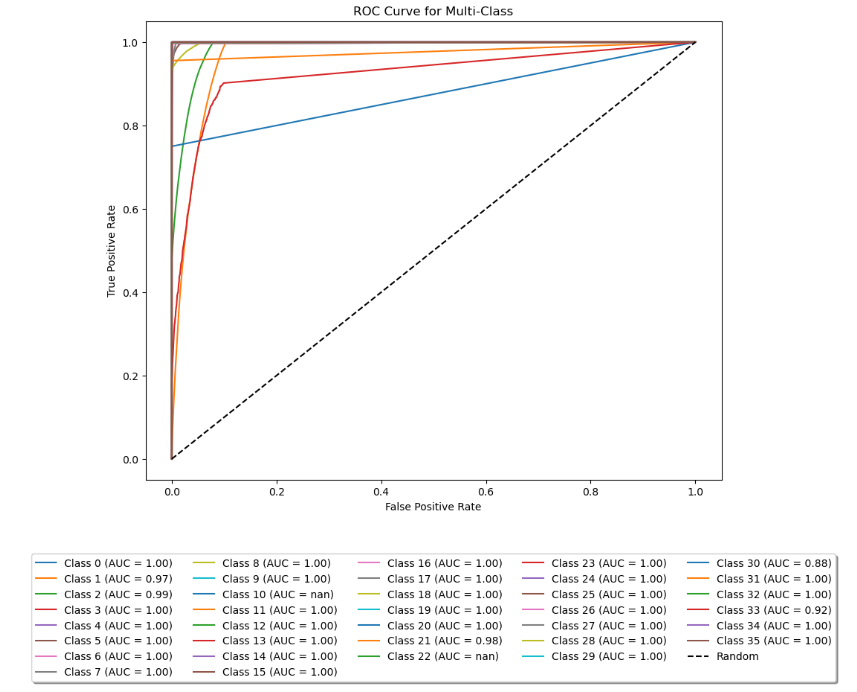 ROC Curve for Multi-Class
1.0
0.8
0.6
0.4
0.2
0.0
True Positive Rate
0.0 0.2 0.4 0.6 0.8 1.0
False Positive Rate
Class 0 (AUC = 1.00)
Class 1 (AUC = 0.97)
Class 2 (AUC = 0.99)
Class 3 (AUC = 1.00)
Class 4 (AUC = 1.00)
Class 5 (AUC = 1.00)
Class 6 (AUC = 1.00)
Class 7 (AUC = 1.00)
Class 8 (AUC = 1.00)
Class 9 (AUC = 1.00)
Class 10 (AUC = nan)
Class 11 (AUC = 1.00)
Class 12 (AUC = 1.00)
Class 13 (AUC = 1.00)
Class 14 (AUC = 1.00)
Class 15 (AUC = 1.00)
Class 16 (AUC = 1.00)
Class 17 (AUC = 1.00)
Class 18 (AUC = 1.00)
Class 19 (AUC = 1.00)
Class 20 (AUC = 1.00)
Class 21 (AUC = 0.98)
Class 22 (AUC = nan)
Class 23 (AUC = 1.00)
Class 24 (AUC = 1.00)
Class 25 (AUC = 1.00)
Class 26 (AUC = 1.00)
Class 27 (AUC = 1.00)
Class 28 (AUC = 1.00)
Class 29 (AUC = 1.00)
Class 30 (AUC = 0.88)
Class 31 (AUC = 1.00)
Class 32 (AUC = 1.00)
Class 33 (AUC = 0.92)
Class 34 (AUC = 1.00)
Class 35 (AUC = 1.00)
Random